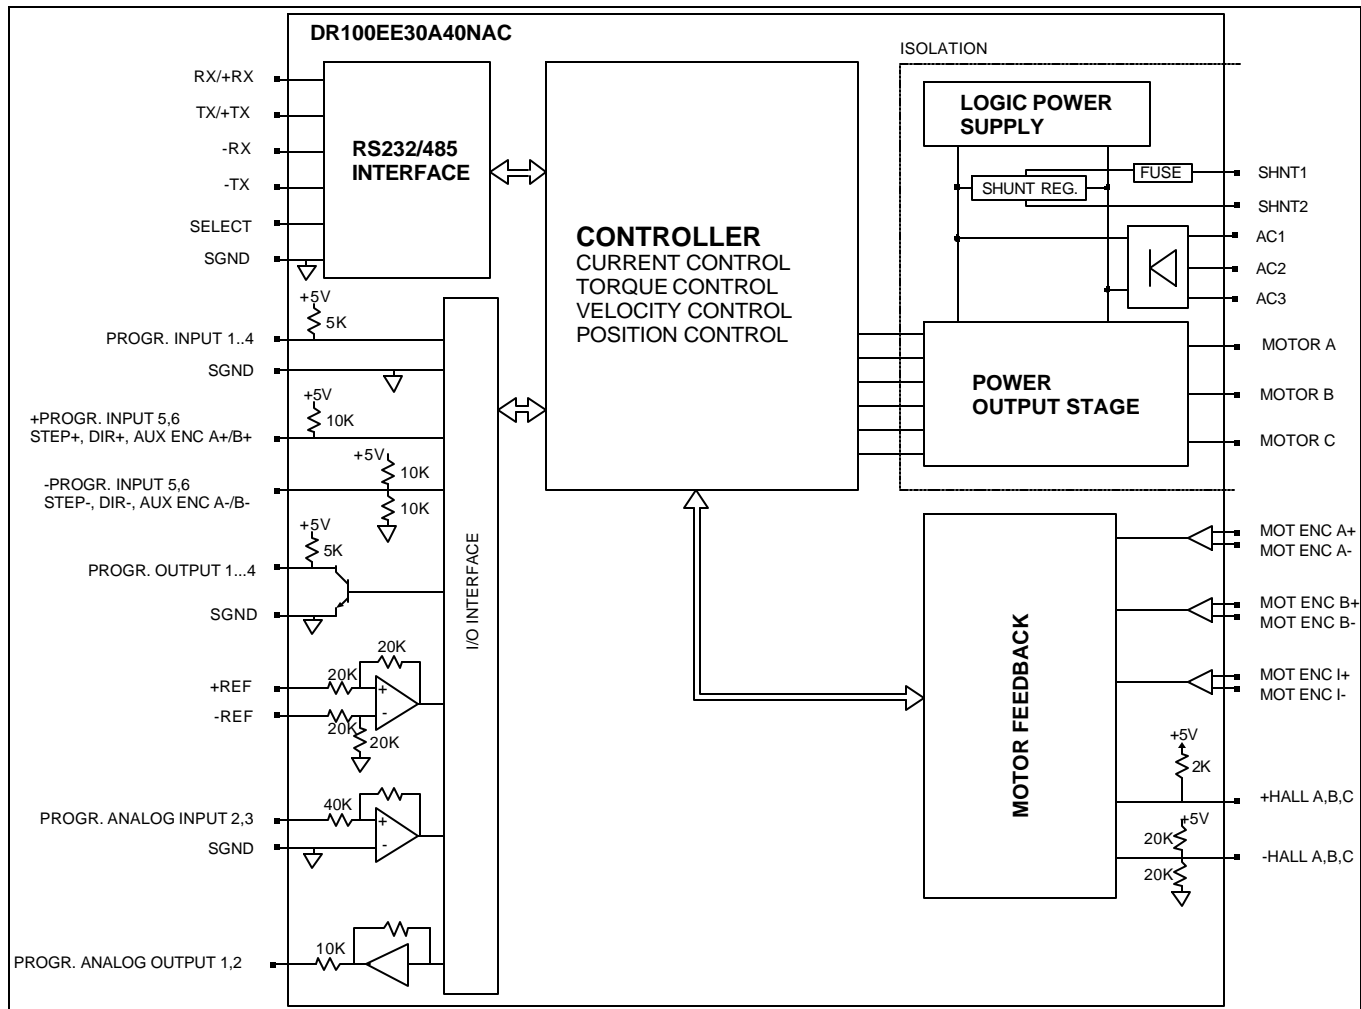 DR100EE30A40NAC
RX/+RX
TX/+TX
-RX
-TX
SELECT
SGND
RS232/485
INTERFACE
+5V
5K
PROGR. INPUT 1..4
SGND
+5V
10K
+PROGR. INPUT 5,6
STEP+, DIR+, AUX ENC A+/B+
+5V
10K
-PROGR. INPUT 5,6
STEP-, DIR-, AUX ENC A-/B-
10K
+5V
5K
PROGR. OUTPUT 1...4
SGND
20K
20K
+REF
+
-REF
-
20K
20K
40K
PROGR. ANALOG INPUT 2,3
+
SGND
-
10K
PROGR. ANALOG OUTPUT 1,2
I/O INTERFACE
CONTROLLER
CURRENT CONTROL
TORQUE CONTROL
VELOCITY CONTROL
POSITION CONTROL
ISOLATION
LOGIC POWER
SUPPLY
SHUNT REG.
FUSE
SHNT1
SHNT2
AC1
AC2
AC3
POWER
OUTPUT STAGE
MOTOR A
MOTOR B
MOTOR C
MOTOR FEEDBACK
MOT ENC A+
MOT ENC A-
MOT ENC B+
MOT ENC B-
MOT ENC I+
MOT ENC I-
+5V
2K
+HALL A,B,C
+5V
20K
-HALL A,B,C
20K